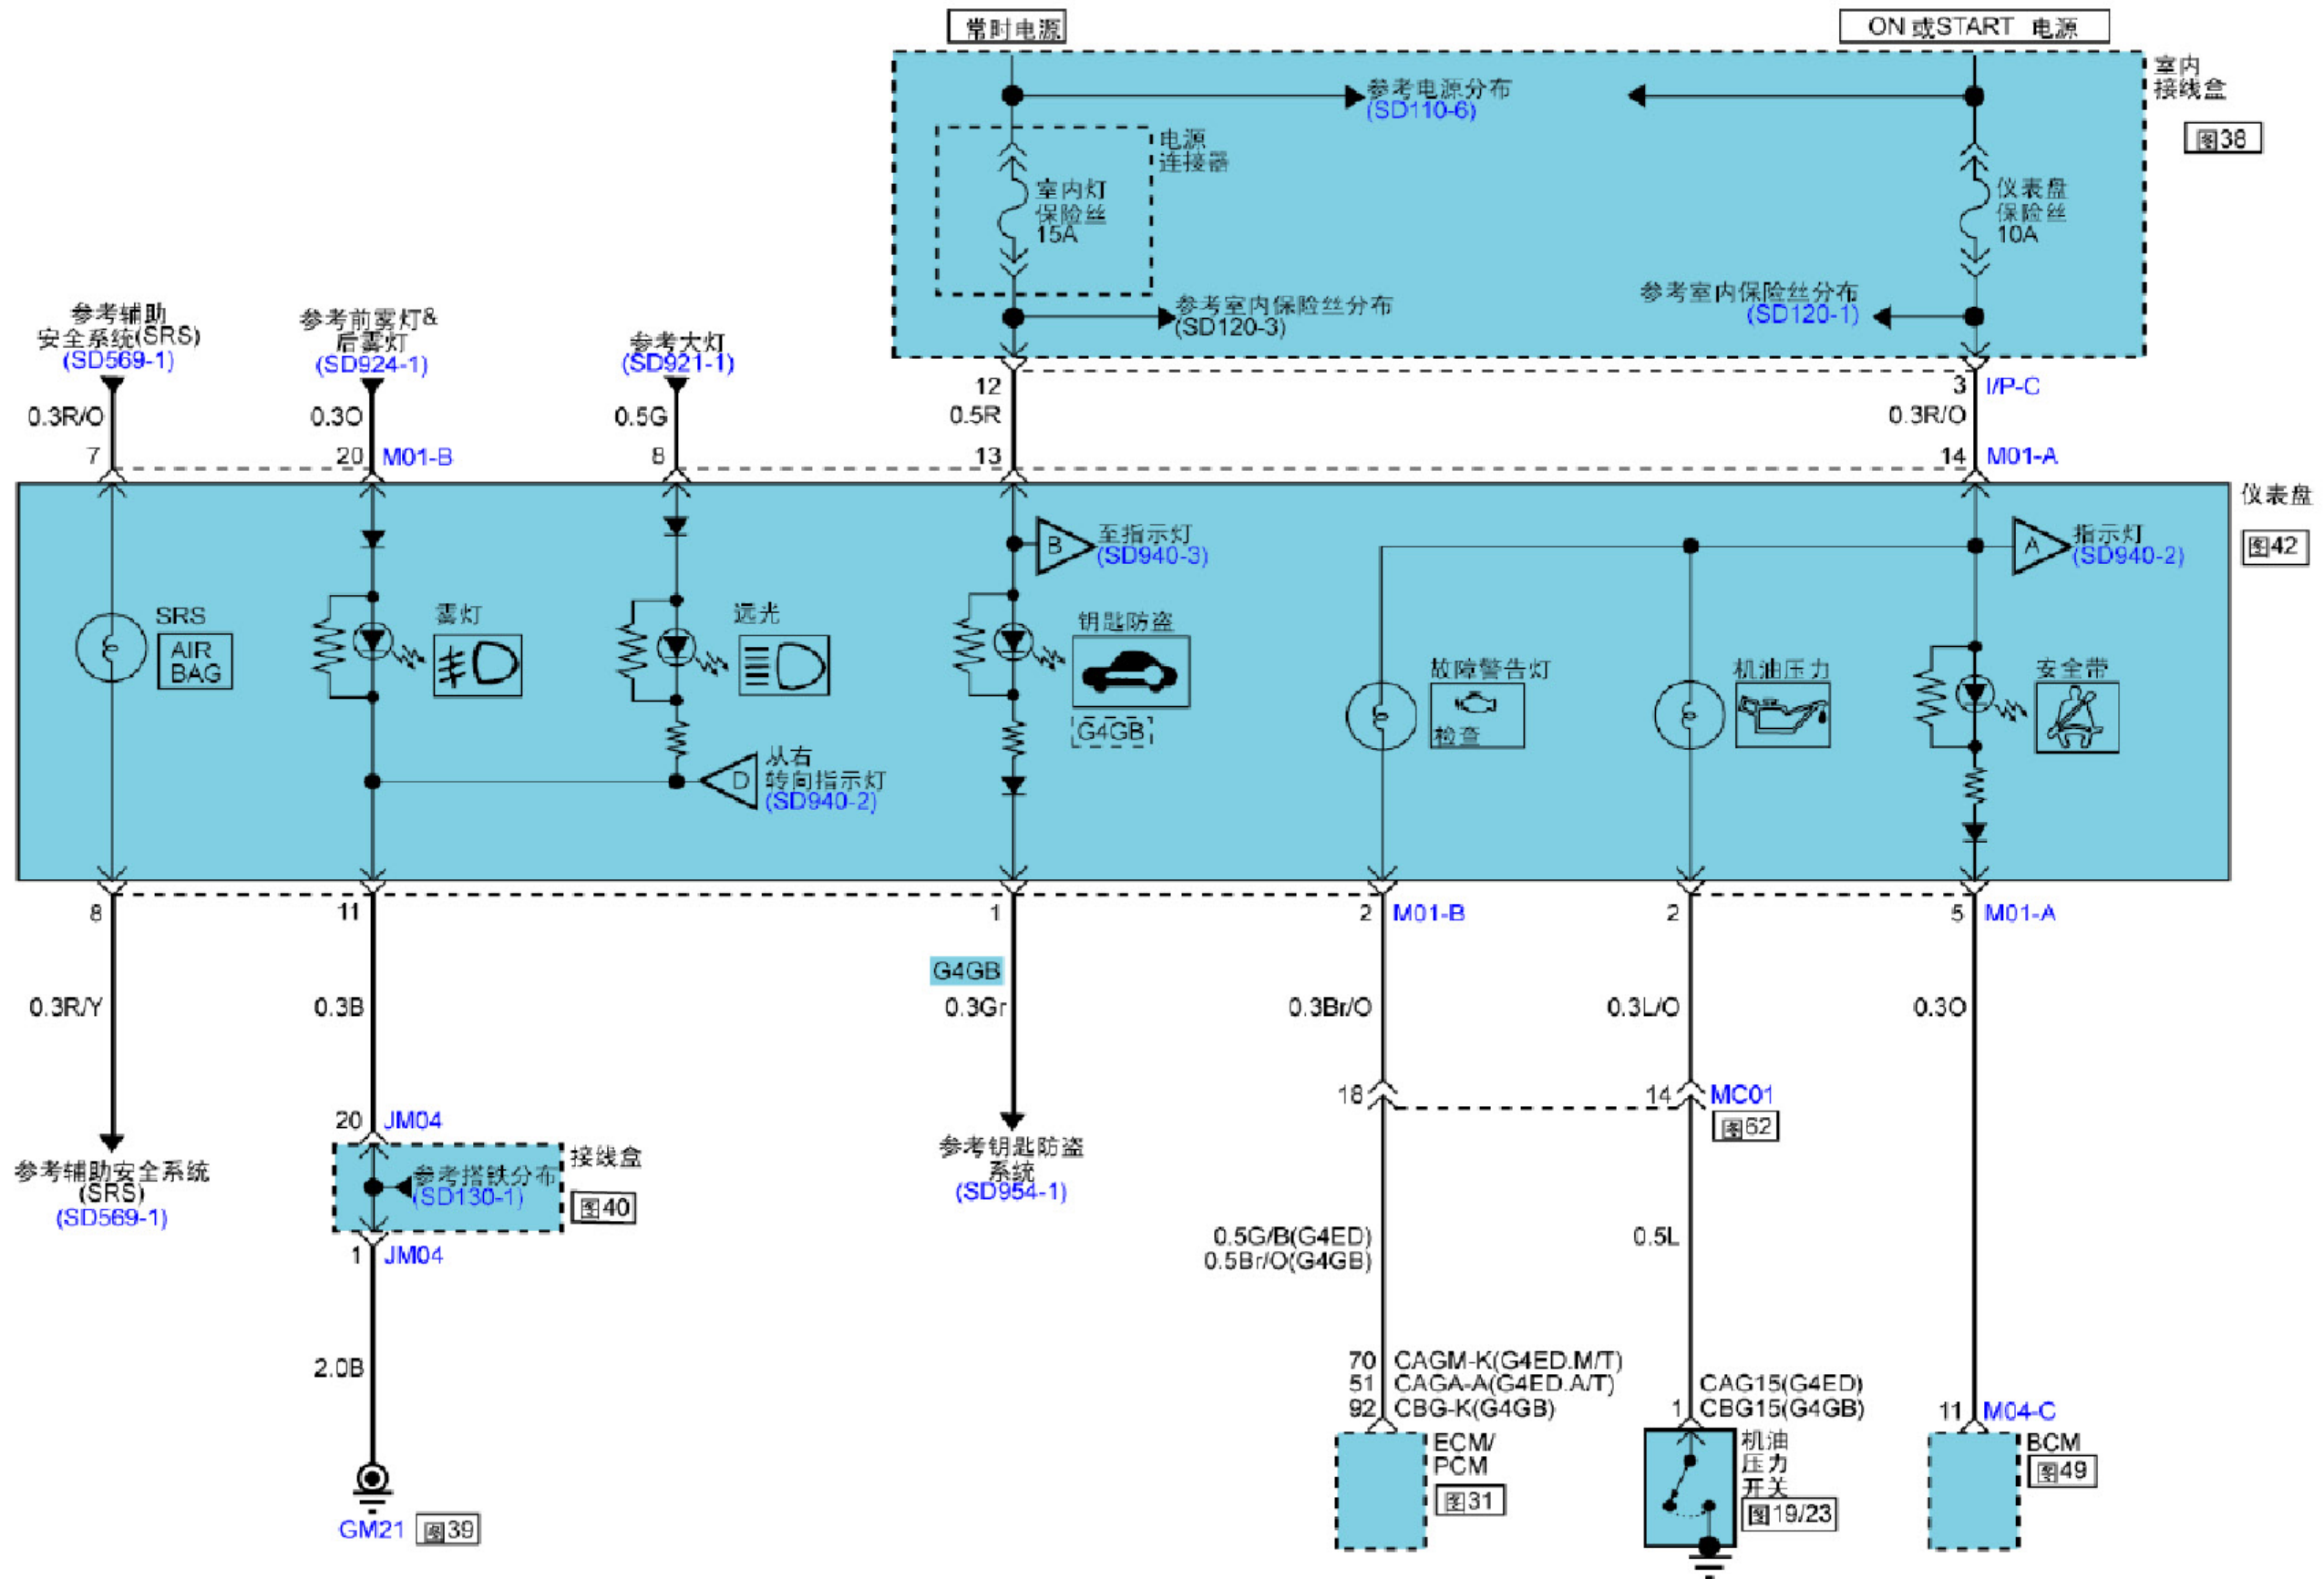 常时电源
ON 或START 电源
室内
接线盒
图38
参考电源分布
(SD110-6)
电源
连接器
室内灯
保险丝
15A
仪表盘
保险丝
10A
参考室内保险丝分布
(SD120-3)
参考室内保险丝分布
(SD120-1)
参考辅助
安全系统(SRS)
(SD569-1)
参考前雾灯&
后雾灯
(SD924-1)
参考大灯
(SD921-1)
12
3
I/P-C
0.3R/O
0.3O
0.5G
0.5R
0.3R/O
7
20
M01-B
8
13
14
M01-A
仪表盘
图42
B
至指示灯
(SD940-3)
A
指示灯
(SD940-2)
SRS
AIR
BAG
雾灯
远光
钥匙防盗
G4GB
故障警告灯
检查
机油压力
安全带
D
从右
转向指示灯
(SD940-2)
8
11
1
2
M01-B
2
5
M01-A
G4GB
0.3R/Y
0.3B
0.3Gr
0.3Br/O
0.3L/O
0.3O
18
14
MC01
图62
20
JM04
接线盒
参考搭铁分布
(SD130-1)
图40
1
JM04
参考辅助安全系统
(SRS)
(SD569-1)
参考钥匙防盗
系统
(SD954-1)
0.5G/B(G4ED)
0.5Br/O(G4GB)
0.5L
2.0B
70 CAGM-K(G4ED.M/T)
51 CAGA-A(G4ED.A/T)
92 CBG-K(G4GB)
CAG15(G4ED)
1 CBG15(G4GB)
11
M04-C
ECM/
PCM
图31
机油
压力
开关
图19/23
BCM
图49
GM21
图39